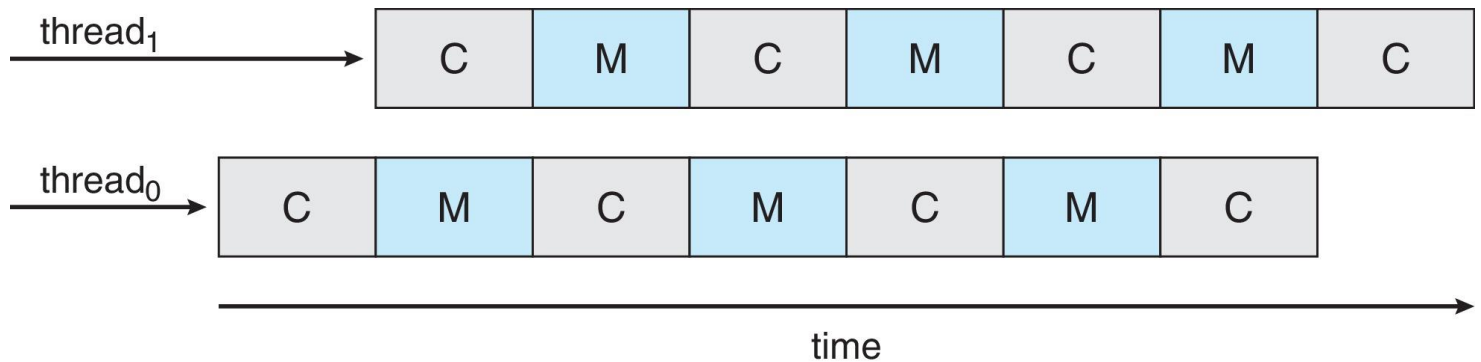 thread₁ C M C M C M C
thread₀ C M C M C M C
time